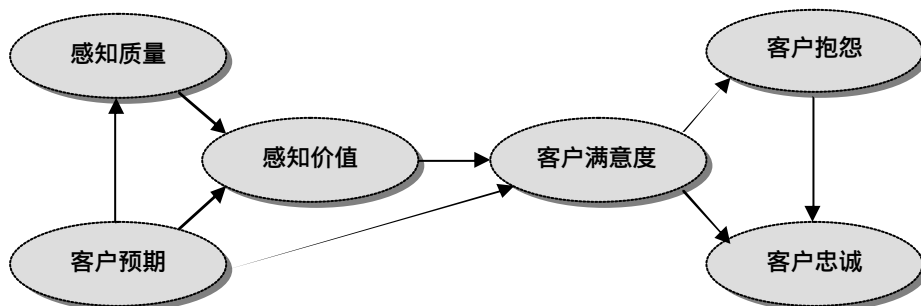 感知质量
客户抱怨
感知价值
客户满意度
客户预期
客户忠诚